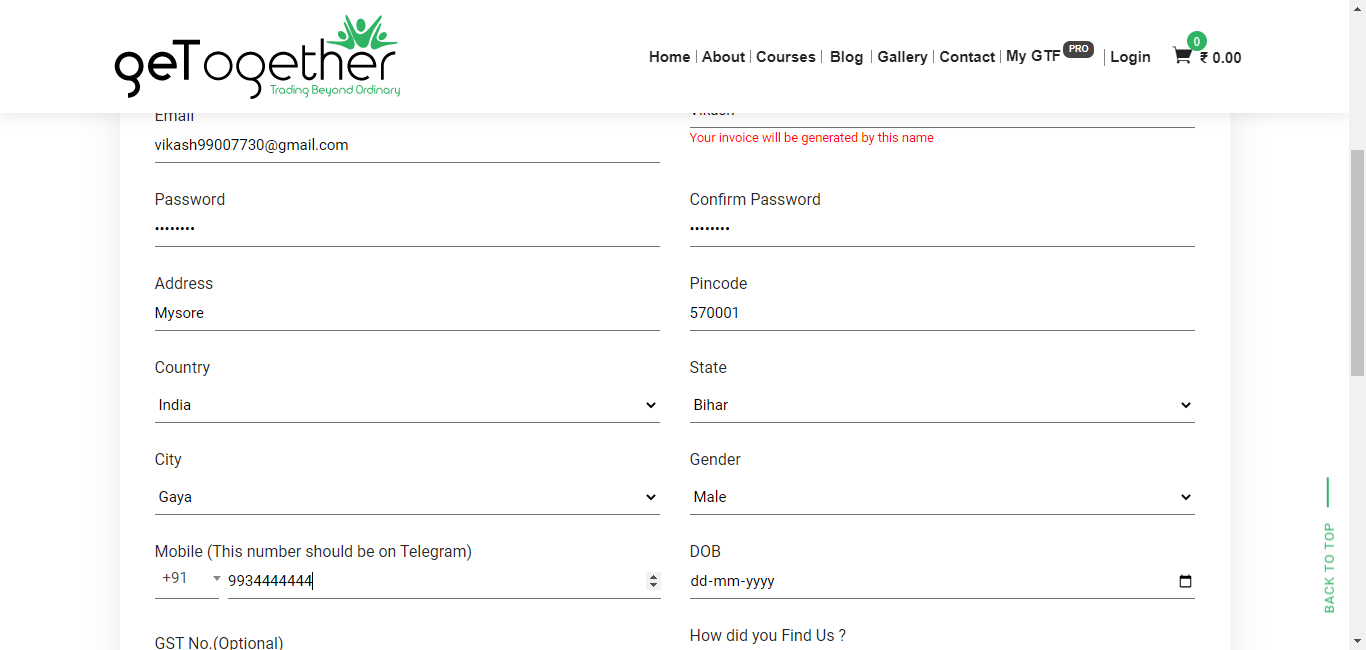 geTogether
Trading Beyond Ordinary
Home | About | Courses | Blog | Gallery | Contact | My GTF PRO | Login
0
₹ 0.00
Email
vikash99007730@gmail.com
Vikash
Your invoice will be generated by this name
Password
••••••••
Confirm Password
••••••••
Address
Mysore
Pincode
570001
Country
India
State
Bihar
City
Gaya
Gender
Male
Mobile (This number should be on Telegram)
+91 9934444444
DOB
dd-mm-yyyy
GST No.(Optional)
How did you Find Us ?
BACK TO TOP